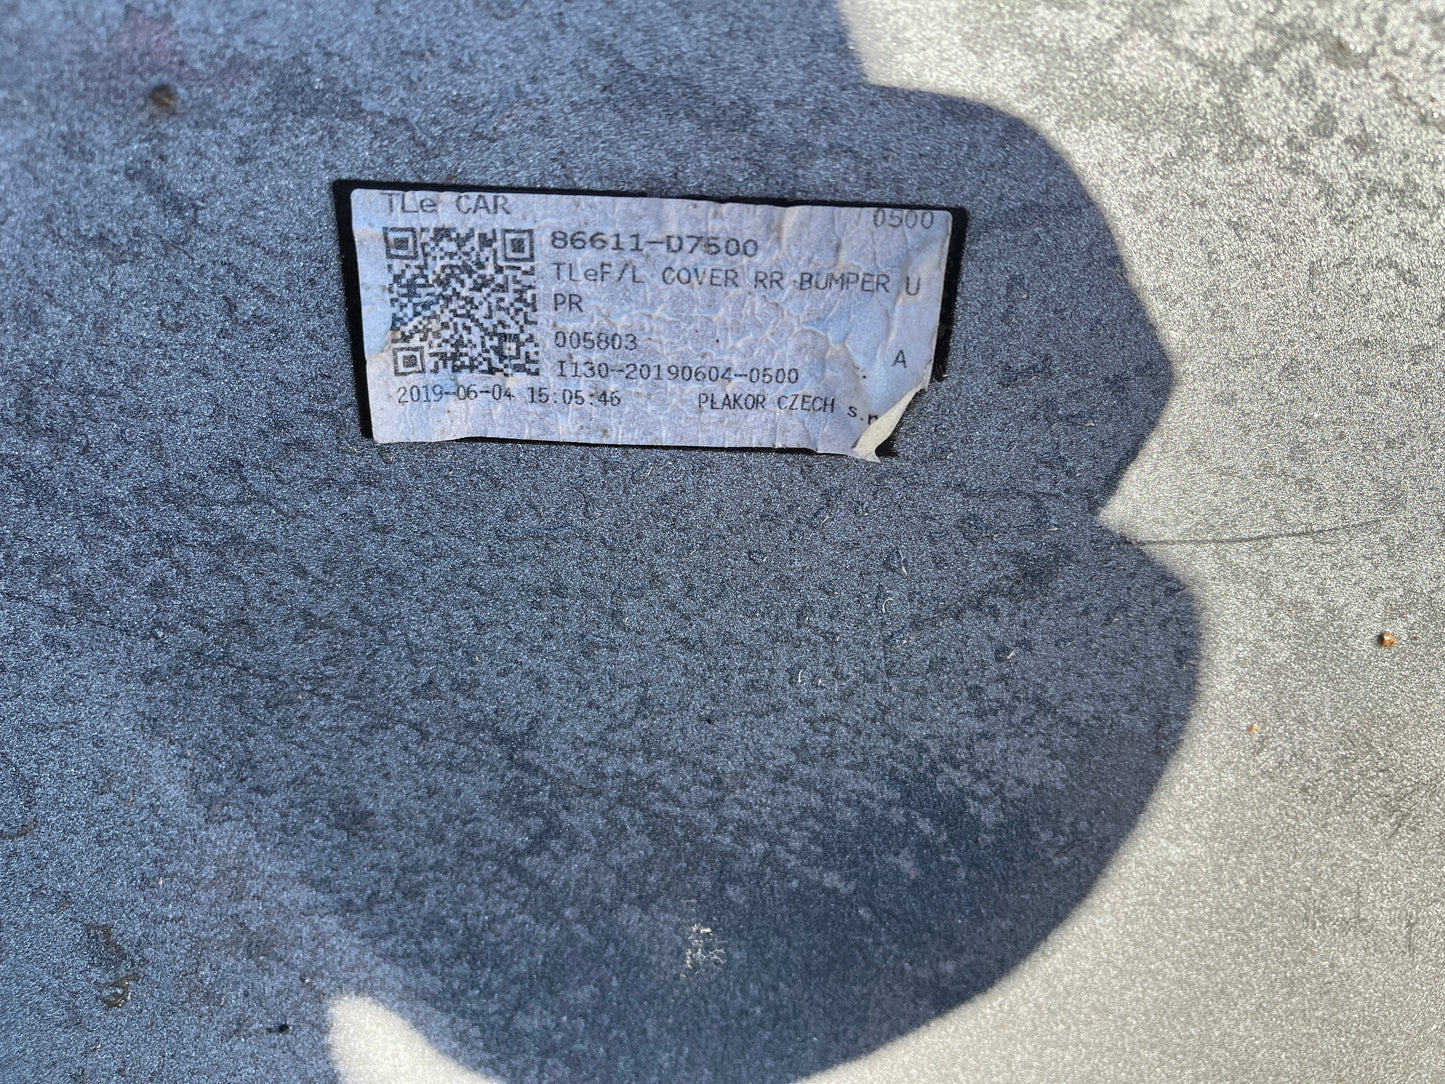 TLe CAR
0500
86611-D7500
TLeF/L COVER RR BUMPER U
PR
005803
A
I130-20190604-0500
2019-06-04 15:05:46 PLAKOR CZECH s.r